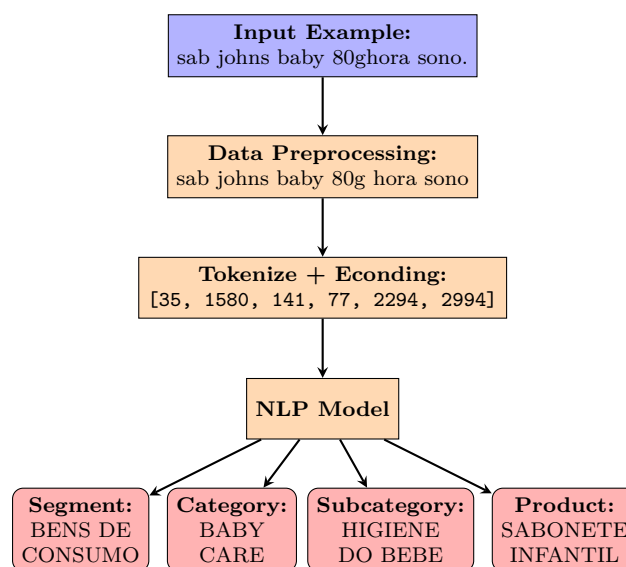 Input Example:
sab johns baby 80ghora sono.
Data Preprocessing:
sab johns baby 80g hora sono
Tokenize + Econding:
[35, 1580, 141, 77, 2294, 2994]
NLP Model
Segment:
BENS DE
CONSUMO
Category:
BABY
CARE
Subcategory:
HIGIENE
DO BEBE
Product:
SABONETE
INFANTIL